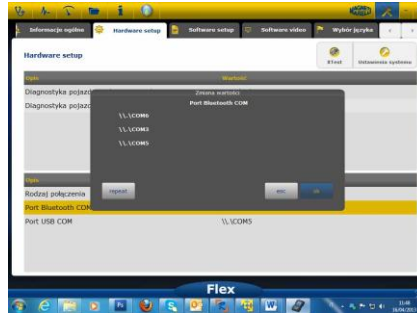 Informacje ogólne
Hardware setup
Software setup
Software video
Wybór języka
Hardware setup
BTest
Ustawienia systemu
Opis
Wartość
Diagnostyka pojazd
Diagnostyka pojazd
Zmiana wartości
Port Bluetooth COM
\\.\COM6
\\.\COM3
\\.\COM5
repeat
esc
ok
Opis
Rodzaj połączenia
Port Bluetooth COM
Port USB COM
\\.\COM5
Flex
11:46